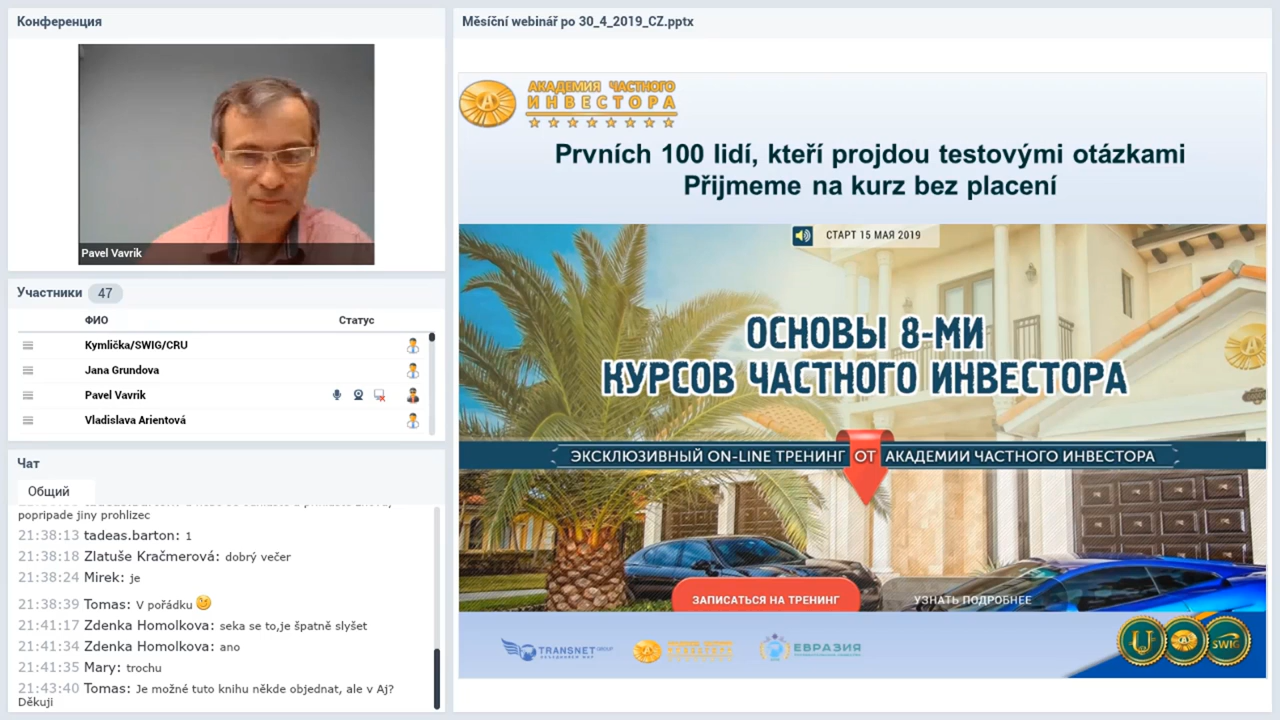 Конференция
Pavel Vavrik
Участники 47
ФИО Статус
Kymlička/SWIG/CRU
Jana Grundova
Pavel Vavrik
Vladislava Arientová
Чат
Общий
popripade jiny prohlizec
21:38:13 tadeas.barton: 1
21:38:18 Zlatuše Kračmerová: dobrý večer
21:38:24 Mirek: je
21:38:39 Tomas: V pořádku
21:41:17 Zdenka Homolkova: seka se to,je špatně slyšet
21:41:34 Zdenka Homolkova: ano
21:41:35 Mary: trochu
21:43:40 Tomas: Je možné tuto knihu někde objednat, ale v Aj?
Děkuji
Měsíční webinář po 30_4_2019_CZ.pptx
АКАДЕМИЯ ЧАСТНОГО
ИНВЕСТОРА
Prvních 100 lidí, kteří projdou testovými otázkami
Přijmeme na kurz bez placení
СТАРТ 15 МАЯ 2019
ОСНОВЫ 8-МИ
КУРСОВ ЧАСТНОГО ИНВЕСТОРА
ЭКСКЛЮЗИВНЫЙ ON-LINE ТРЕНИНГ ОТ АКАДЕМИИ ЧАСТНОГО ИНВЕСТОРА
ЗАПИСАТЬСЯ НА ТРЕНИНГ
УЗНАТЬ ПОДРОБНЕЕ
TRANSNET GROUP
ЕВРАЗИЯ
U
A
SWIG